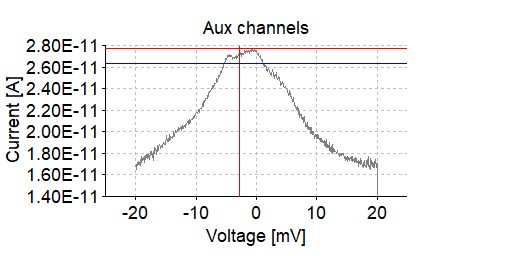 Aux channels
Current [A]
2.80E-11
2.60E-11
2.40E-11
2.20E-11
2.00E-11
1.80E-11
1.60E-11
1.40E-11
-20 -10 0 10 20
Voltage [mV]